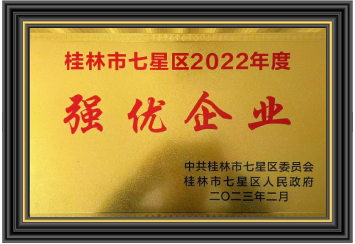 桂林市七星区2022年度
强优企业
中共桂林市七星区委员会
桂林市七星区人民政府
二〇二三年二月